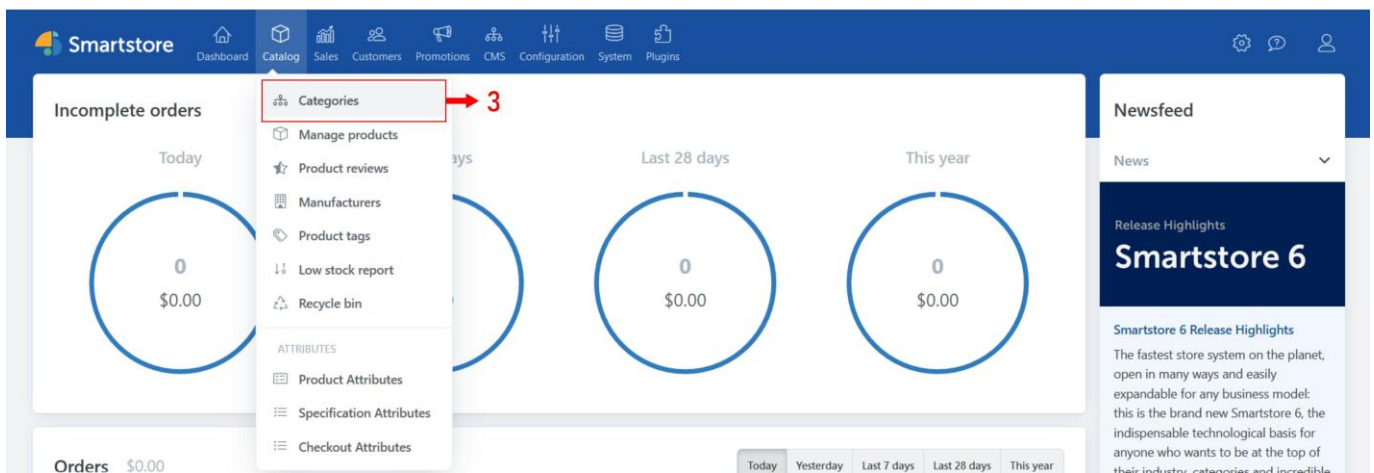 Smartstore
Dashboard
Catalog
Sales
Customers
Promotions
CMS
Configuration
System
Plugins
Categories
3
Manage products
Product reviews
Manufacturers
Product tags
Low stock report
Recycle bin
ATTRIBUTES
Product Attributes
Specification Attributes
Checkout Attributes
Incomplete orders
Today
Last 28 days
This year
0
$0.00
0
$0.00
0
$0.00
Orders $0.00
Today Yesterday Last 7 days Last 28 days This year
Newsfeed
News
Release Highlights
Smartstore 6
Smartstore 6 Release Highlights
The fastest store system on the planet,
open in many ways and easily
expandable for any business model:
this is the brand new Smartstore 6, the
indispensable technological basis for
anyone who wants to be at the top of
their industry, categories and incredible